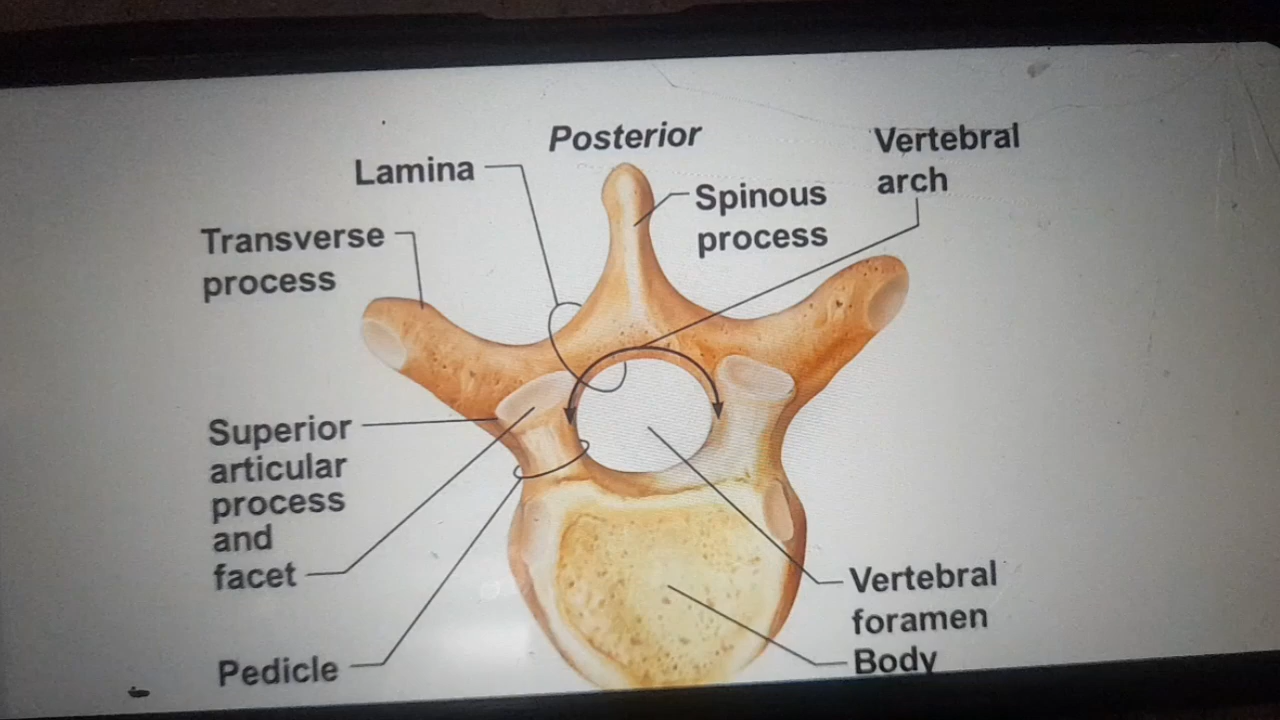 Posterior
Lamina
Vertebral
arch
Spinous
process
Transverse
process
Superior
articular
process
and
facet
Pedicle
Vertebral
foramen
Body